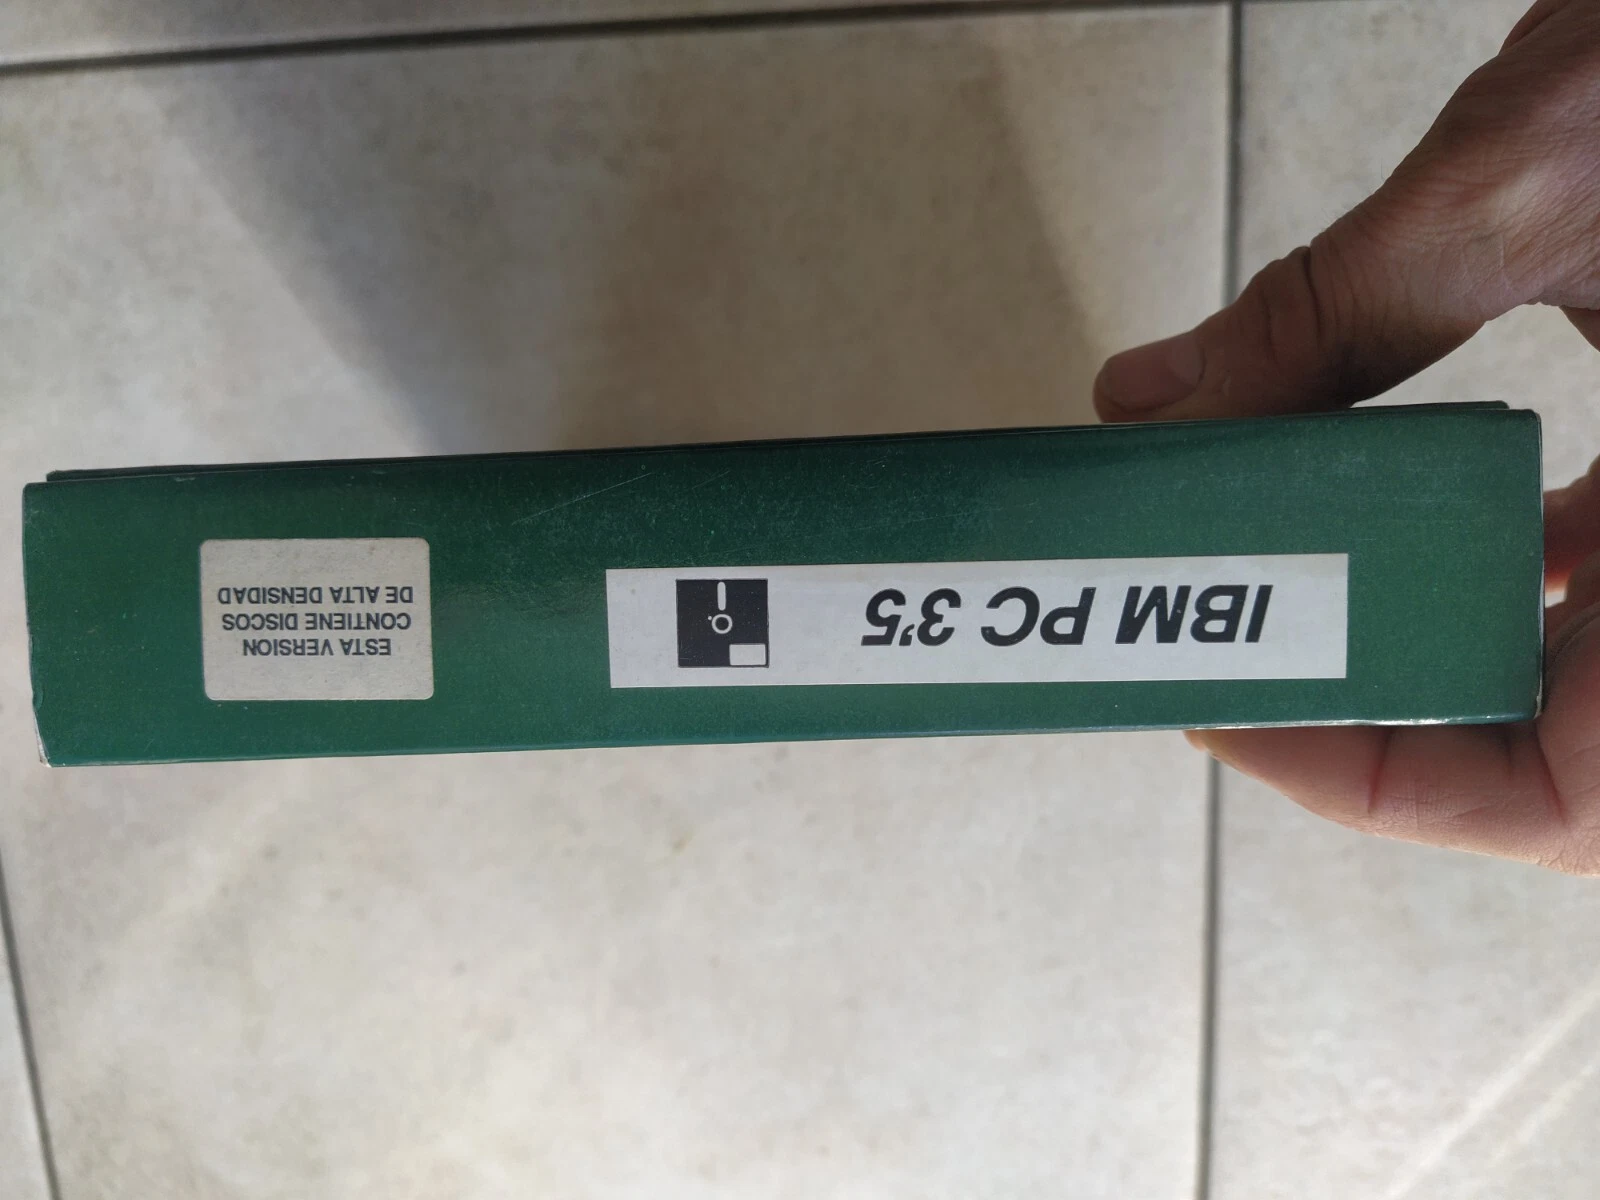 IBM PC 3'5
ESTA VERSION
CONTIENE DISCOS
DE ALTA DENSIDAD